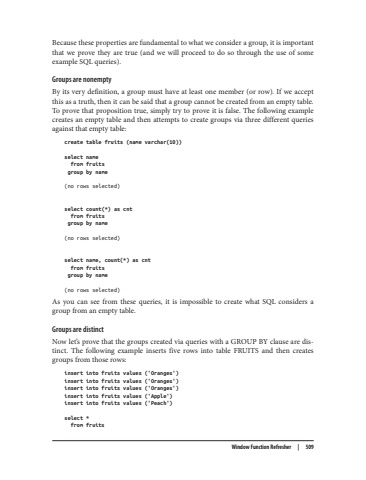 Because these properties are fundamental to what we consider a group, it is important
that we prove they are true (and we will proceed to do so through the use of some
example SQL queries).
Groups are nonempty
By its very definition, a group must have at least one member (or row). If we accept
this as a truth, then it can be said that a group cannot be created from an empty table.
To prove that proposition true, simply try to prove it is false. The following example
creates an empty table and then attempts to create groups via three different queries
against that empty table:
create table fruits (name varchar(10))
select name
from fruits
group by name
(no rows selected)
select count(*) as cnt
from fruits
group by name
(no rows selected)
select name, count(*) as cnt
from fruits
group by name
(no rows selected)
As you can see from these queries, it is impossible to create what SQL considers a
group from an empty table.
Groups are distinct
Now let's prove that the groups created via queries with a GROUP BY clause are dis-
tinct. The following example inserts five rows into table FRUITS and then creates
groups from those rows:
insert into fruits values ('Oranges')
insert into fruits values ('Oranges')
insert into fruits values ('Oranges')
insert into fruits values ('Apple')
insert into fruits values ('Peach')
select *
from fruits
Window Function Refresher | 509